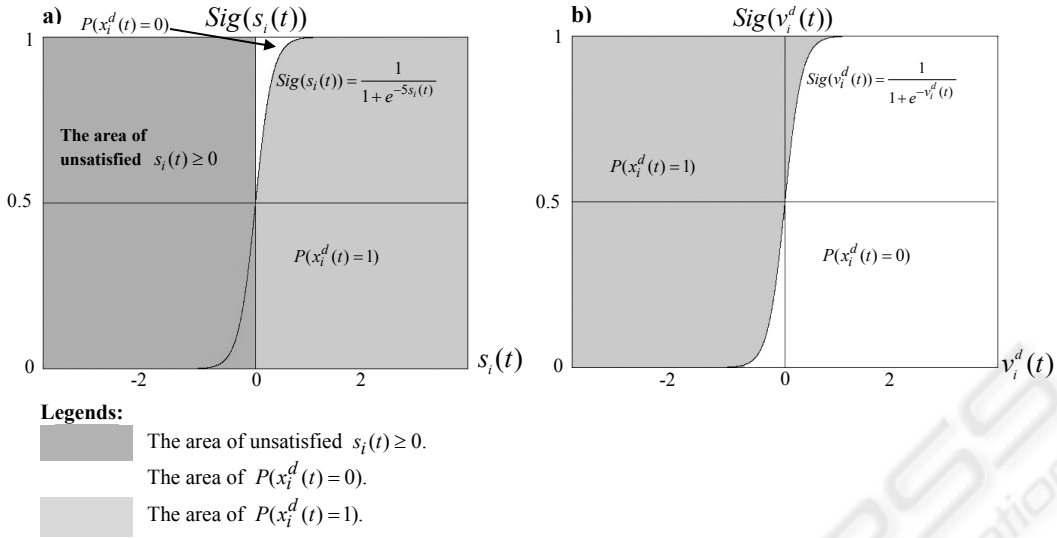 a)
P(x_i^d(t)=0)
Sig(s_i(t))
1
Sig(s_i(t)) = 1 / (1 + e^{-5s_i(t)})
The area of
unsatisfied s_i(t) ≥ 0
0.5
P(x_i^d(t)=1)
0
s_i(t)
-2 0 2
b)
Sig(v_i^d(t))
1
Sig(v_i^d(t)) = 1 / (1 + e^{-v_i^d(t)})
P(x_i^d(t)=1)
0.5
P(x_i^d(t)=0)
0
v_i^d(t)
-2 0 2
Legends:
The area of unsatisfied s_i(t) ≥ 0.
The area of P(x_i^d(t)=0).
The area of P(x_i^d(t)=1).